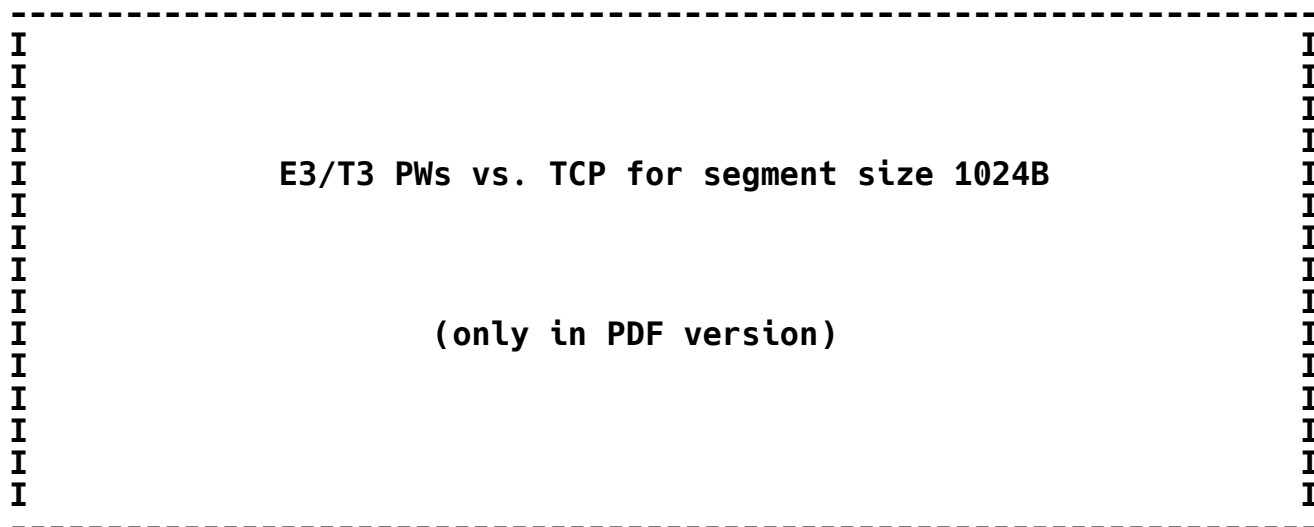 --------------------------------------------------------------------
I                                                                  I
I                                                                  I
I                                                                  I
I                                                                  I
I             E3/T3 PWs vs. TCP for segment size 1024B             I
I                                                                  I
I                                                                  I
I                                                                  I
I                                                                  I
I                     (only in PDF version)                        I
I                                                                  I
I                                                                  I
I                                                                  I
I                                                                  I
I                                                                  I
--------------------------------------------------------------------